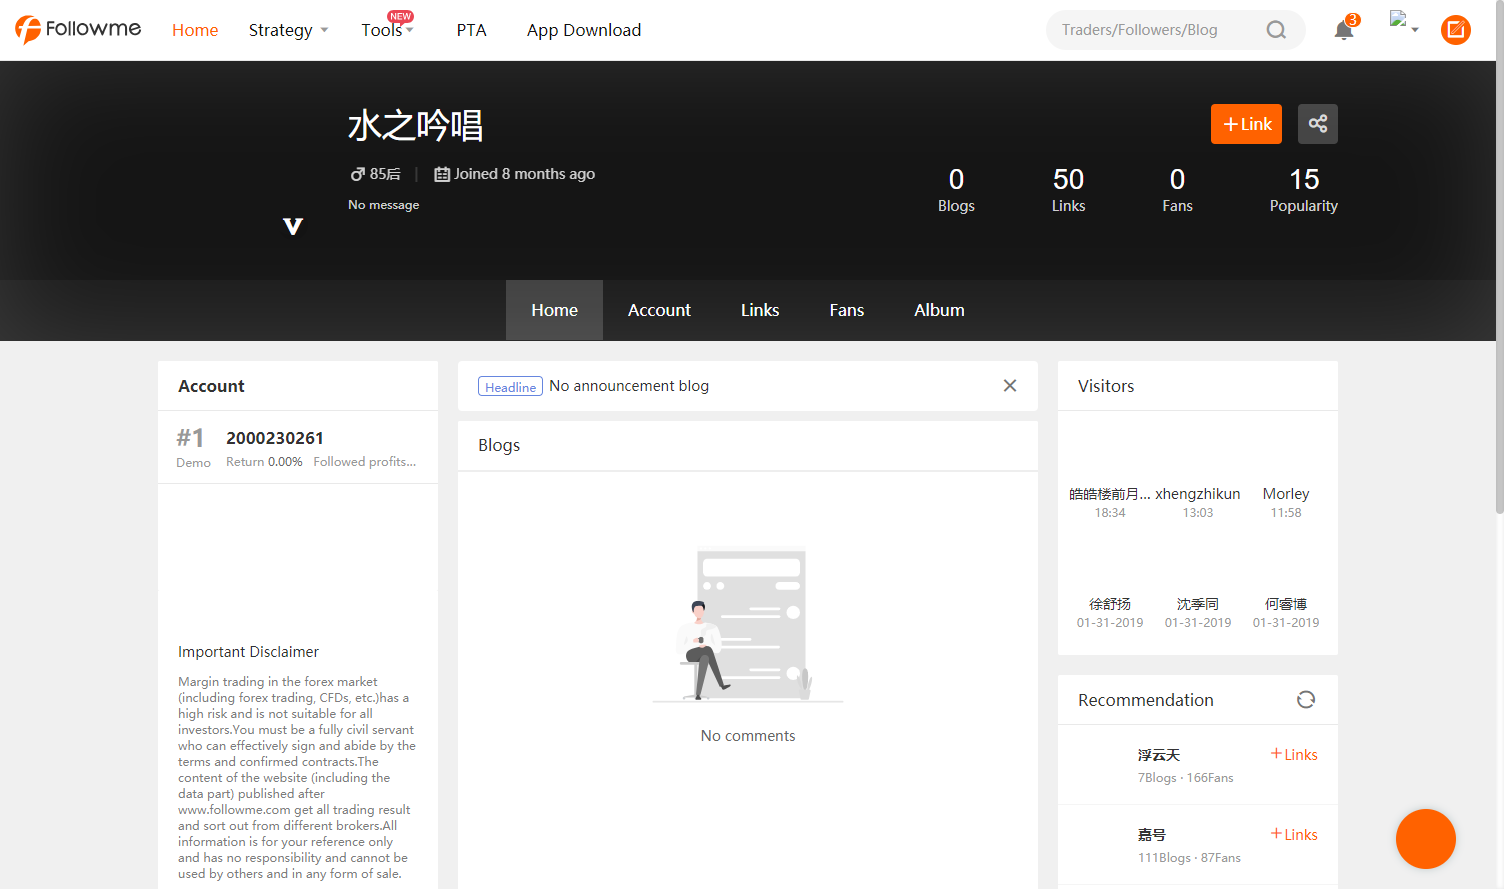 Followme
Home
Strategy
Tools
NEW
PTA
App Download
Traders/Followers/Blog
3
水之吟唱
+Link
85后
Joined 8 months ago
No message
V
0
Blogs
50
Links
0
Fans
15
Popularity
Home
Account
Links
Fans
Album
Account
#1
Demo
2000230261
Return 0.00% Followed profits...
Important Disclaimer
Margin trading in the forex market
(including forex trading, CFDs, etc.)has a
high risk and is not suitable for all
investors.You must be a fully civil servant
who can effectively sign and abide by the
terms and confirmed contracts.The
content of the website (including the
data part) published after
www.followme.com get all trading result
and sort out from different brokers.All
information is for your reference only
and has no responsibility and cannot be
used by others and in any form of sale.
Headline No announcement blog
Blogs
No comments
Visitors
皓皓楼前月...
18:34
xhengzhikun
13:03
Morley
11:58
徐舒扬
01-31-2019
沈季同
01-31-2019
何睿博
01-31-2019
Recommendation
浮云天
+Links
7Blogs · 166Fans
嘉号
+Links
111Blogs · 87Fans